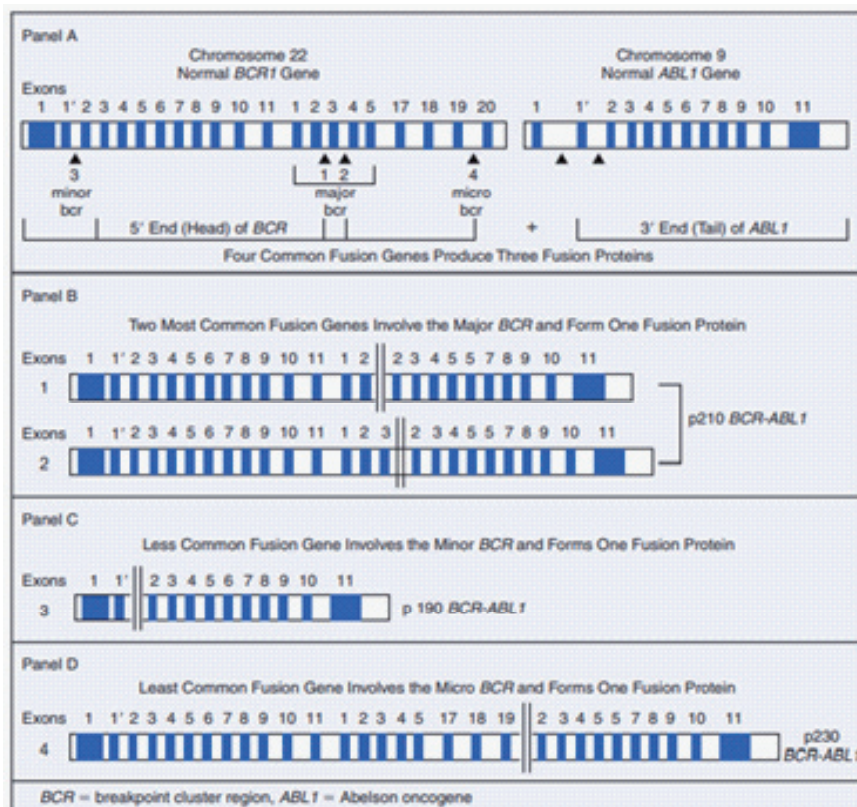 Panel A
Chromosome 22
Normal BCR1 Gene
Chromosome 9
Normal ABL1 Gene
Exons
1 1' 2 3 4 5 6 7 8 9 10 11 1 2 3 4 5 17 18 19 20
1 1' 2 3 4 5 6 7 8 9 10 11
3
minor
bcr
1 2
major
bcr
4
micro
bcr
5' End (Head) of BCR
+
3' End (Tail) of ABL1
Four Common Fusion Genes Produce Three Fusion Proteins
Panel B
Two Most Common Fusion Genes Involve the Major BCR and Form One Fusion Protein
Exons 1 1' 2 3 4 5 6 7 8 9 10 11 1 2 2 3 4 5 6 7 8 9 10 11
1
p210 BCR-ABL1
Exons 1 1' 2 3 4 5 6 7 8 9 10 11 1 2 3 2 3 4 5 5 7 8 9 10 11
2
Panel C
Less Common Fusion Gene Involves the Minor BCR and Forms One Fusion Protein
Exons 1 1' 2 3 4 5 6 7 8 9 10 11
3
p 190 BCR-ABL1
Panel D
Least Common Fusion Gene Involves the Micro BCR and Forms One Fusion Protein
Exons 1 1' 2 3 4 5 6 7 8 9 10 11 1 2 3 4 5 17 18 19 2 3 4 5 6 7 8 9 10 11
4
p230
BCR-ABL1
BCR = breakpoint cluster region, ABL1 = Abelson oncogene